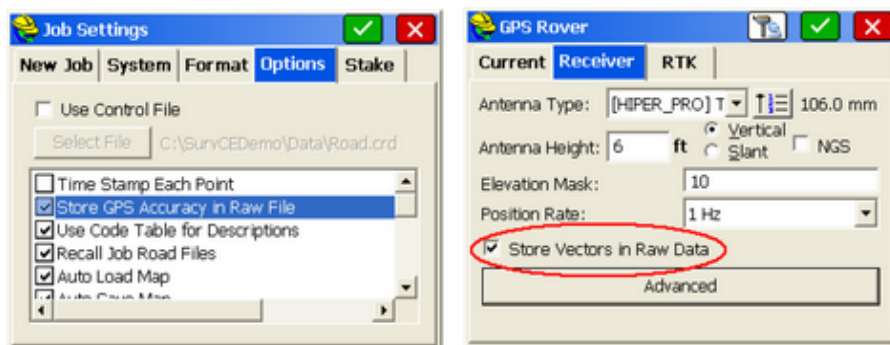 Job Settings
New Job System Format Options Stake
Use Control File
Select File C:\SurvCEDemo\Data\Road.crd
Time Stamp Each Point
Store GPS Accuracy in Raw File
Use Code Table for Descriptions
Recall Job Road Files
Auto Load Map
Auto Save Map
GPS Rover
Current Receiver RTK
Antenna Type: [HIPER_PRO] T 106.0 mm
Antenna Height: 6 ft Vertical
Slant NGS
Elevation Mask: 10
Position Rate: 1 Hz
Store Vectors in Raw Data
Advanced